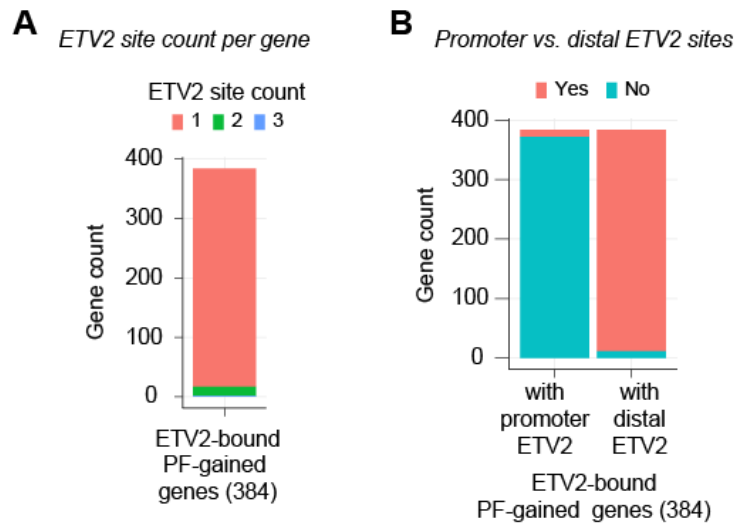 A
ETV2 site count per gene
ETV2 site count
1 2 3
400
300
200
100
0
Gene count
ETV2-bound
PF-gained
genes (384)
B
Promoter vs. distal ETV2 sites
Yes No
400
300
200
100
0
Gene count
with
promoter
ETV2
with
distal
ETV2
ETV2-bound
PF-gained genes (384)